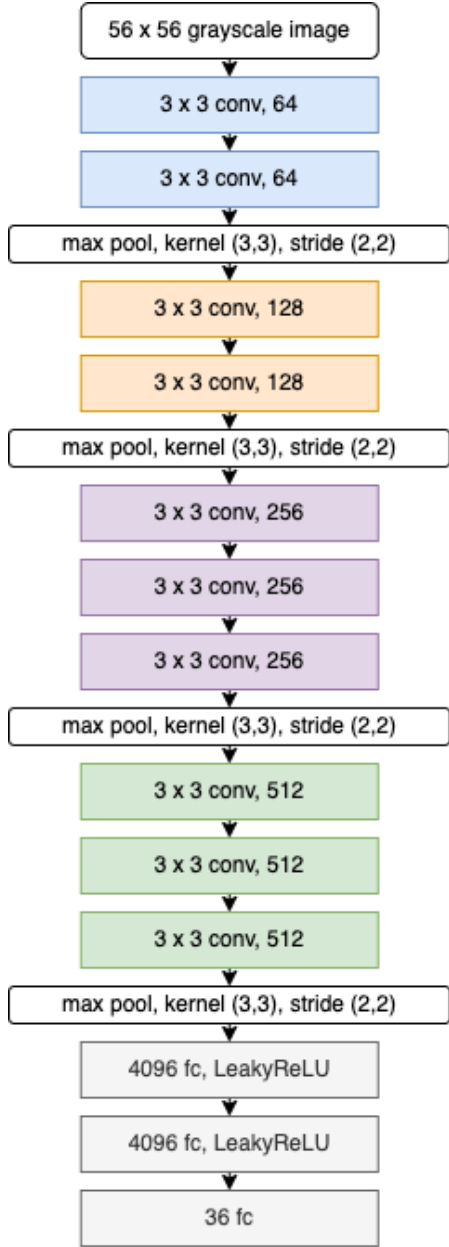 56 x 56 grayscale image
3 x 3 conv, 64
3 x 3 conv, 64
max pool, kernel (3,3), stride (2,2)
3 x 3 conv, 128
3 x 3 conv, 128
max pool, kernel (3,3), stride (2,2)
3 x 3 conv, 256
3 x 3 conv, 256
3 x 3 conv, 256
max pool, kernel (3,3), stride (2,2)
3 x 3 conv, 512
3 x 3 conv, 512
3 x 3 conv, 512
max pool, kernel (3,3), stride (2,2)
4096 fc, LeakyReLU
4096 fc, LeakyReLU
36 fc